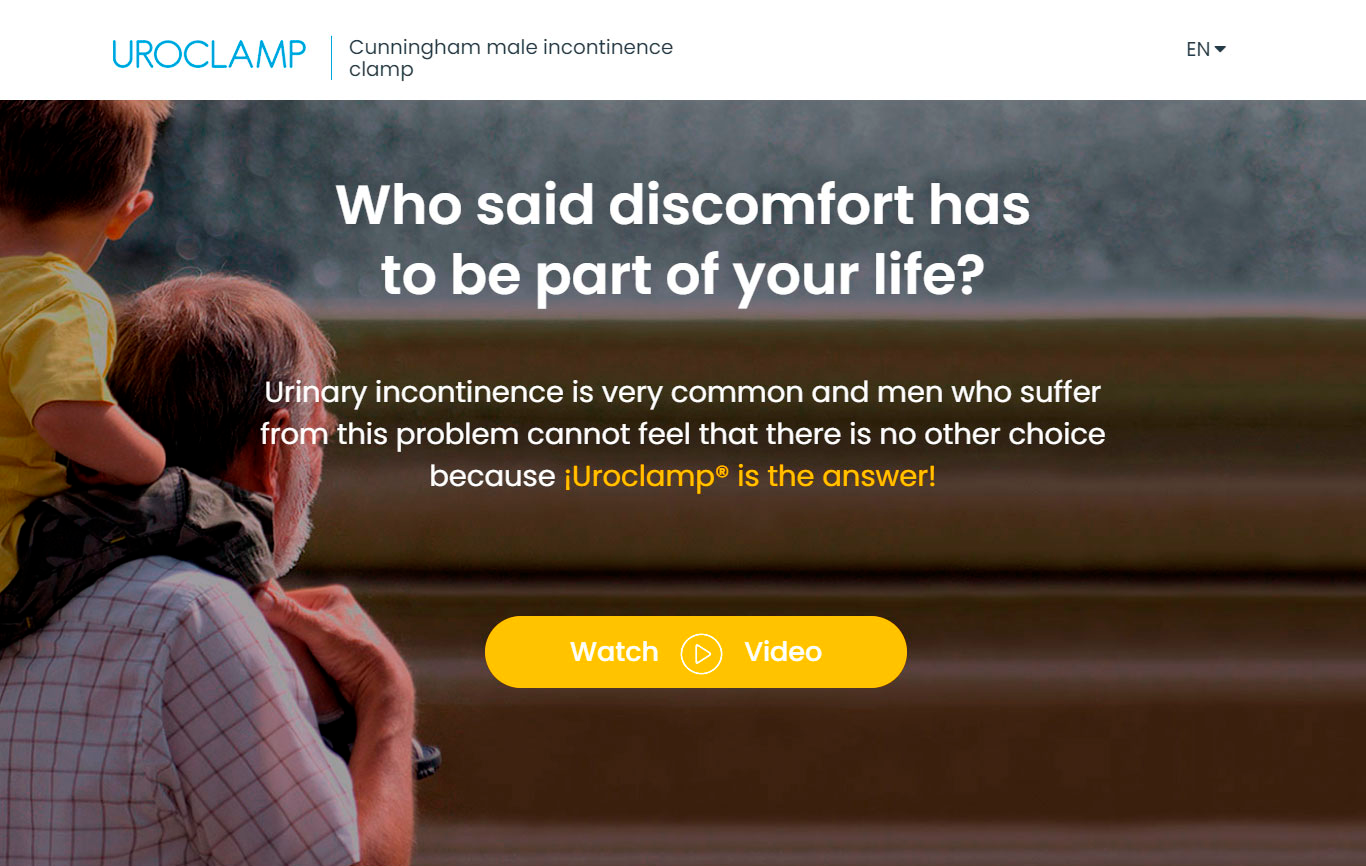 UROCLAMP
Cunningham male incontinence
clamp
EN
Who said discomfort has
to be part of your life?
Urinary incontinence is very common and men who suffer
from this problem cannot feel that there is no other choice
because ¡Uroclamp® is the answer!
Watch Video